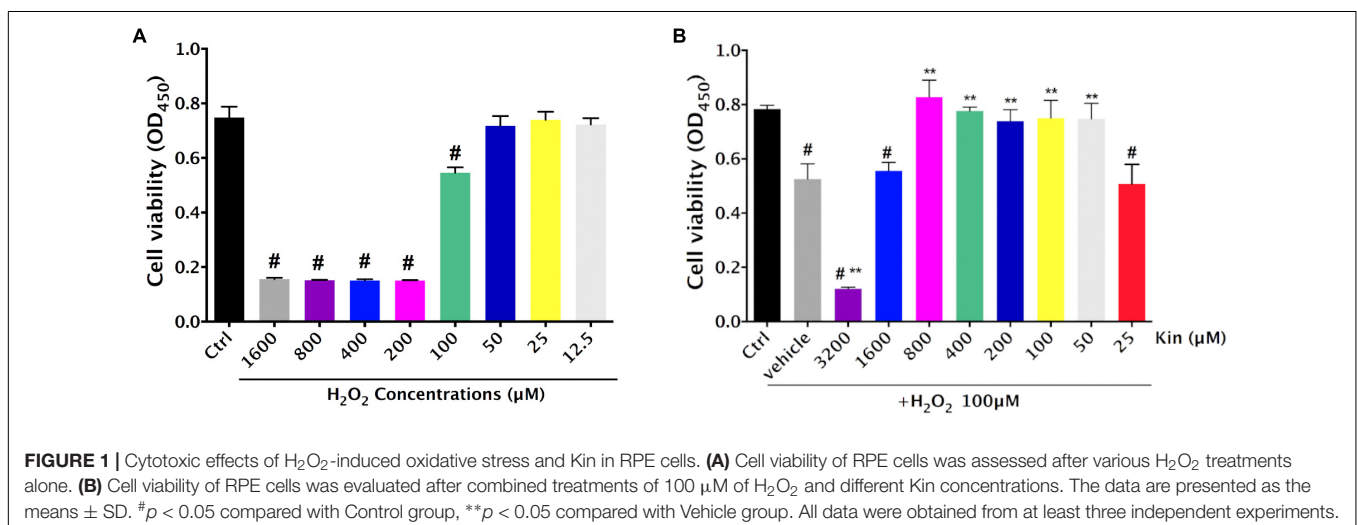 A
1.0
0.8
0.6
0.4
0.2
0.0
Cell viability (OD450)
# # # # #
Ctrl 1600 800 400 200 100 50 25 12.5
H2O2 Concentrations (µM)
B
1.0
0.8
0.6
0.4
0.2
0.0
Cell viability (OD450)
# # ** # ** ** ** ** ** #
Ctrl vehicle 3200 1600 800 400 200 100 50 25 Kin (µM)
+H2O2 100µM
FIGURE 1 | Cytotoxic effects of H2O2-induced oxidative stress and Kin in RPE cells. (A) Cell viability of RPE cells was assessed after various H2O2 treatments
alone. (B) Cell viability of RPE cells was evaluated after combined treatments of 100 μM of H2O2 and different Kin concentrations. The data are presented as the
means ± SD. #p < 0.05 compared with Control group, **p < 0.05 compared with Vehicle group. All data were obtained from at least three independent experiments.